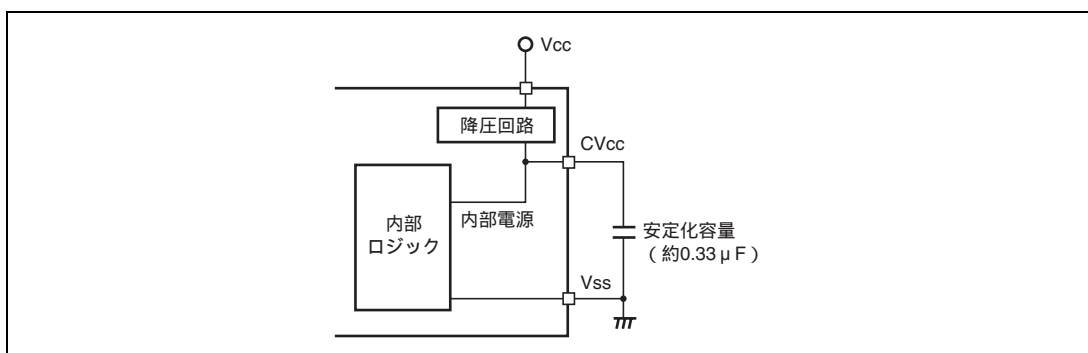 Vcc
降圧回路
CVcc
内部
ロジック
内部電源
安定化容量
（約0.33μF）
Vss